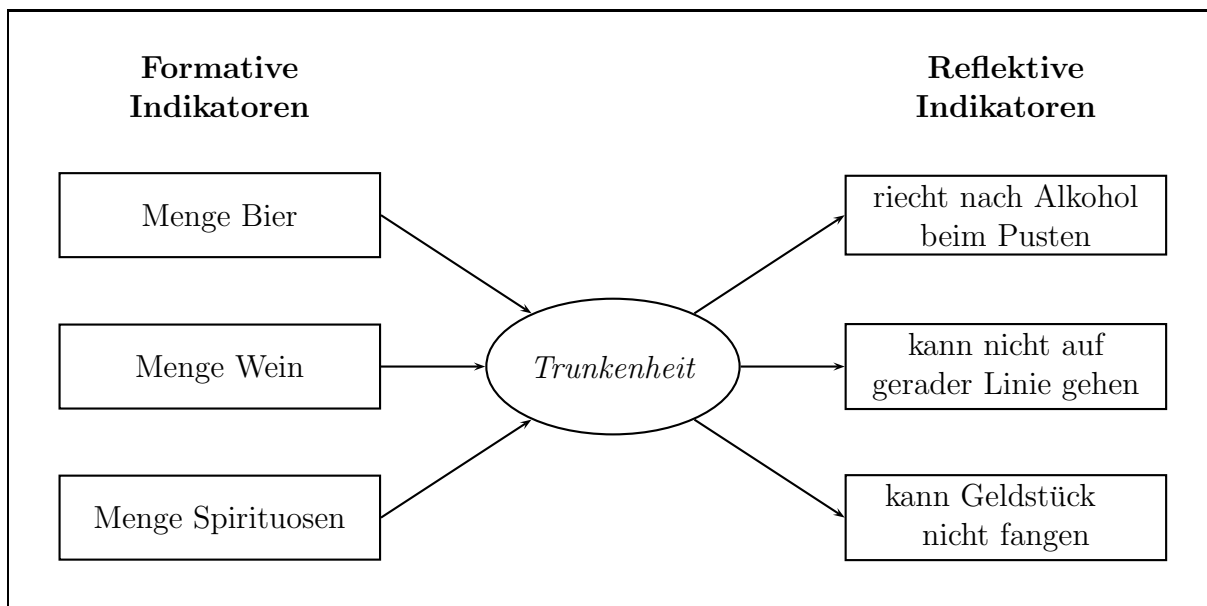 Formative
Indikatoren
Reflektive
Indikatoren
Menge Bier
Menge Wein
Menge Spirituosen
Trunkenheit
riecht nach Alkohol
beim Pusten
kann nicht auf
gerader Linie gehen
kann Geldstück
nicht fangen